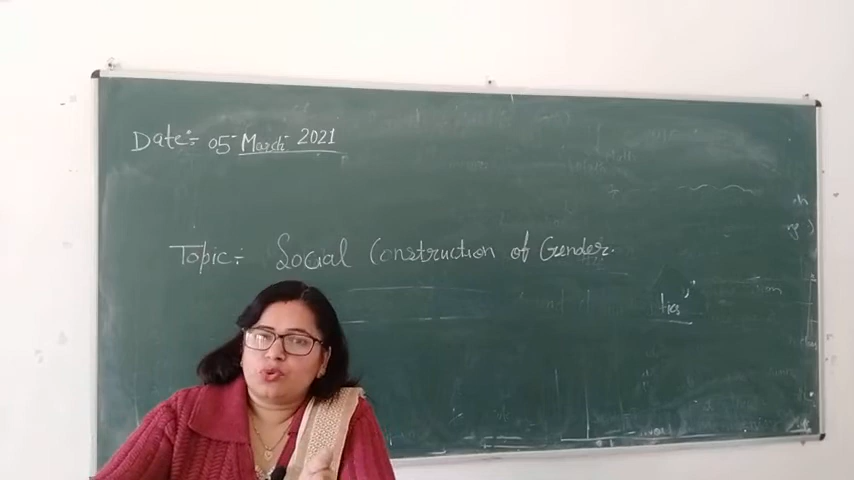 Date:- 05-March-2021
Topic:- Social Construction of Gender.